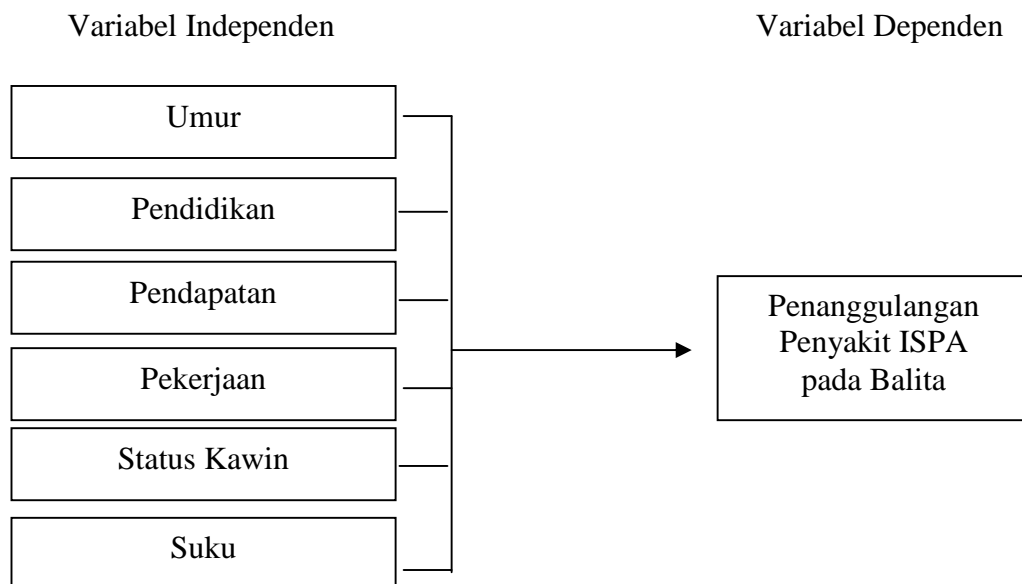 Variabel Independen
Variabel Dependen
Umur
Pendidikan
Pendapatan
Pekerjaan
Status Kawin
Suku
Penanggulangan
Penyakit ISPA
pada Balita